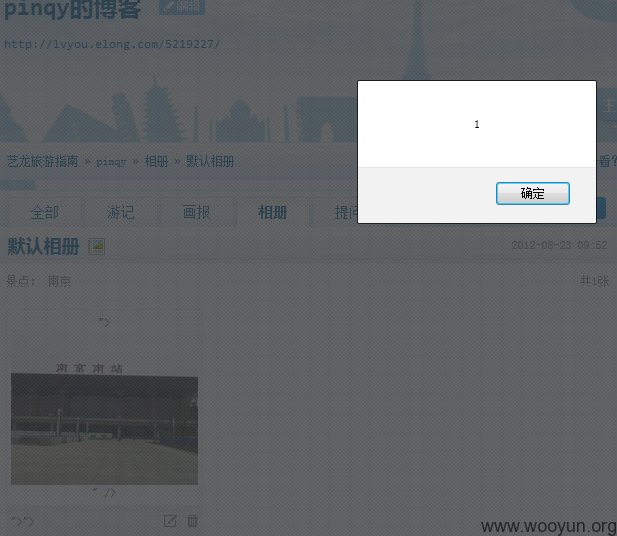 pinqy的博客
编辑
http://lvyou.elong.com/5219227/
1
主
艺龙旅游指南 » pinqy » 相册 » 默认相册
看?
确定
全部 游记 画报 相册 提问
默认相册
2012-08-23 09:52
景点: 南京
共1张
">
南京南站
" />
">">
www.wooyun.org